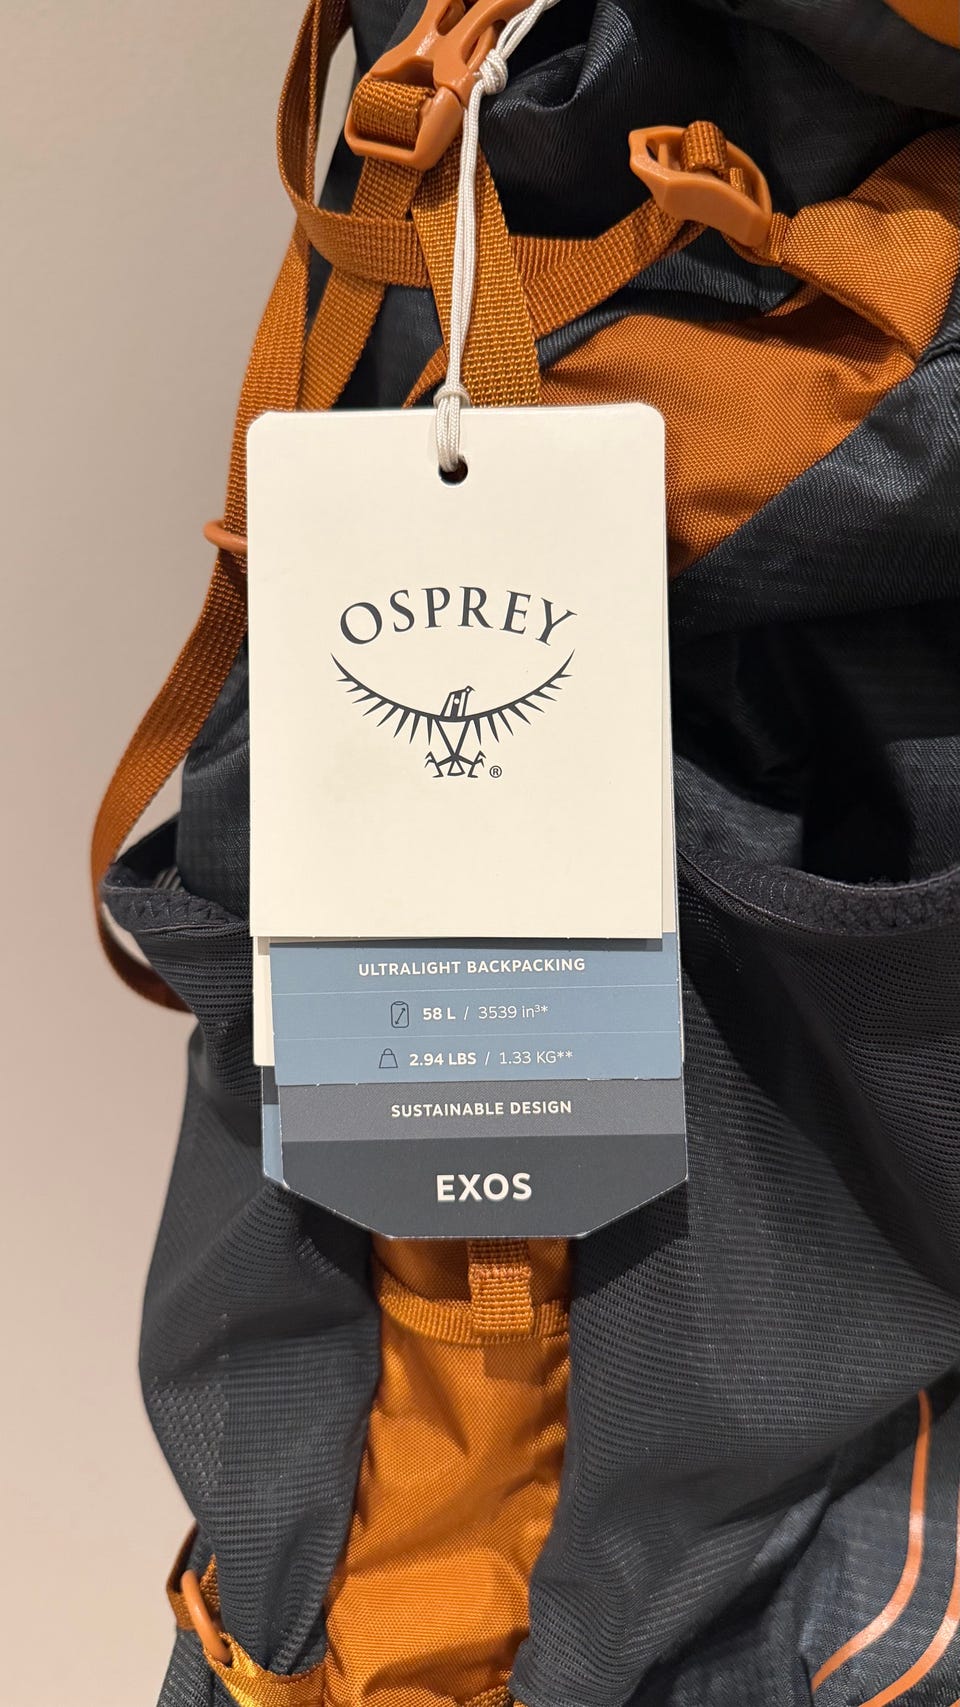 OSPREY
®
ULTRALIGHT BACKPACKING
58 L / 3539 in³*
2.94 LBS / 1.33 KG**
SUSTAINABLE DESIGN
EXOS